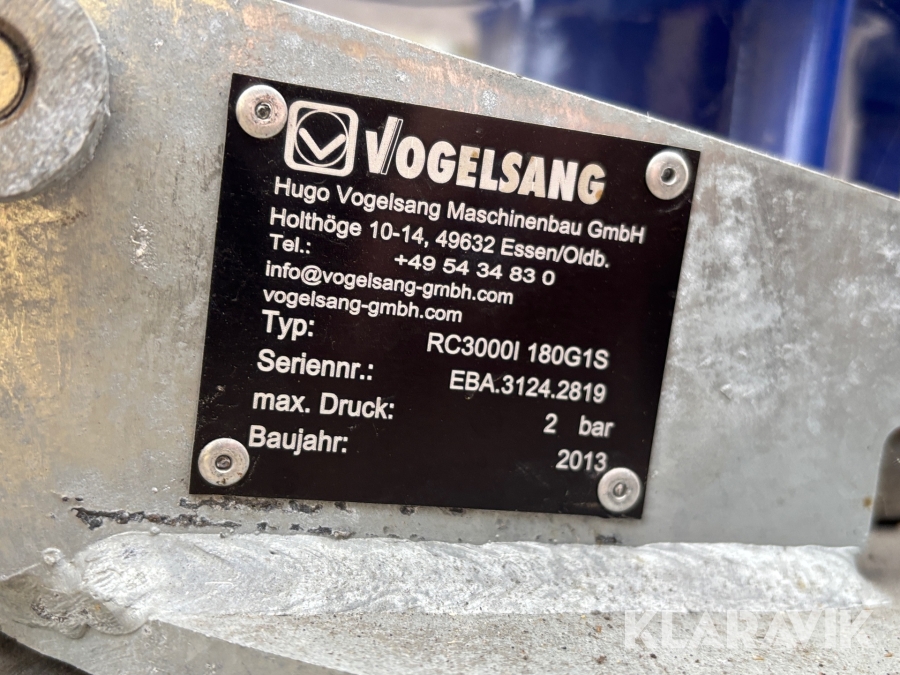 VOGELSANG
Hugo Vogelsang Maschinenbau GmbH
Holthöge 10-14, 49632 Essen/Oldb.
Tel.: +49 54 34 83 0
info@vogelsang-gmbh.com
vogelsang-gmbh.com
Typ: RC3000I 180G1S
Seriennr.: EBA.3124.2819
max. Druck: 2 bar
Baujahr: 2013
KLARAVIK